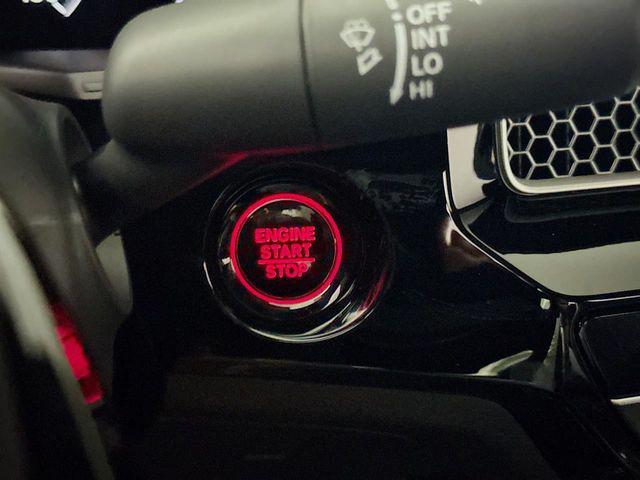 OFF
INT
LO
HI
ENGINE
START
STOP